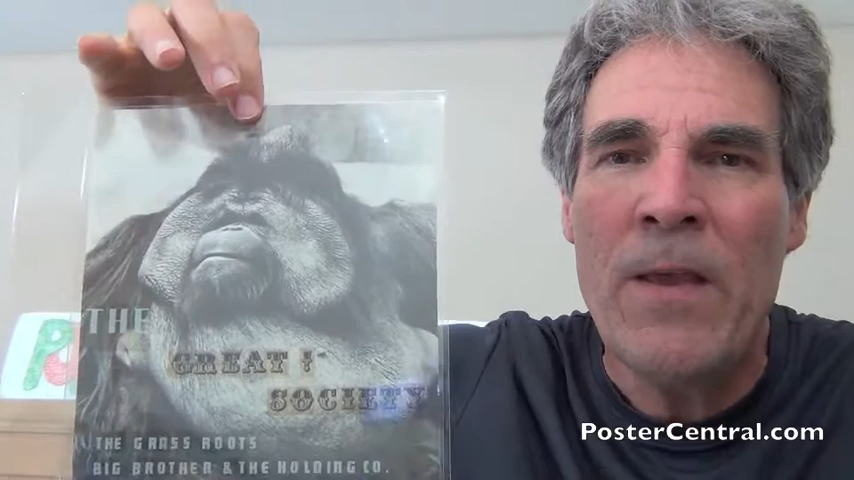 THE
GREAT !
SOCIETY
THE GRASS ROOTS
BIG BROTHER & THE HOLDING CO.
PosterCentral.com